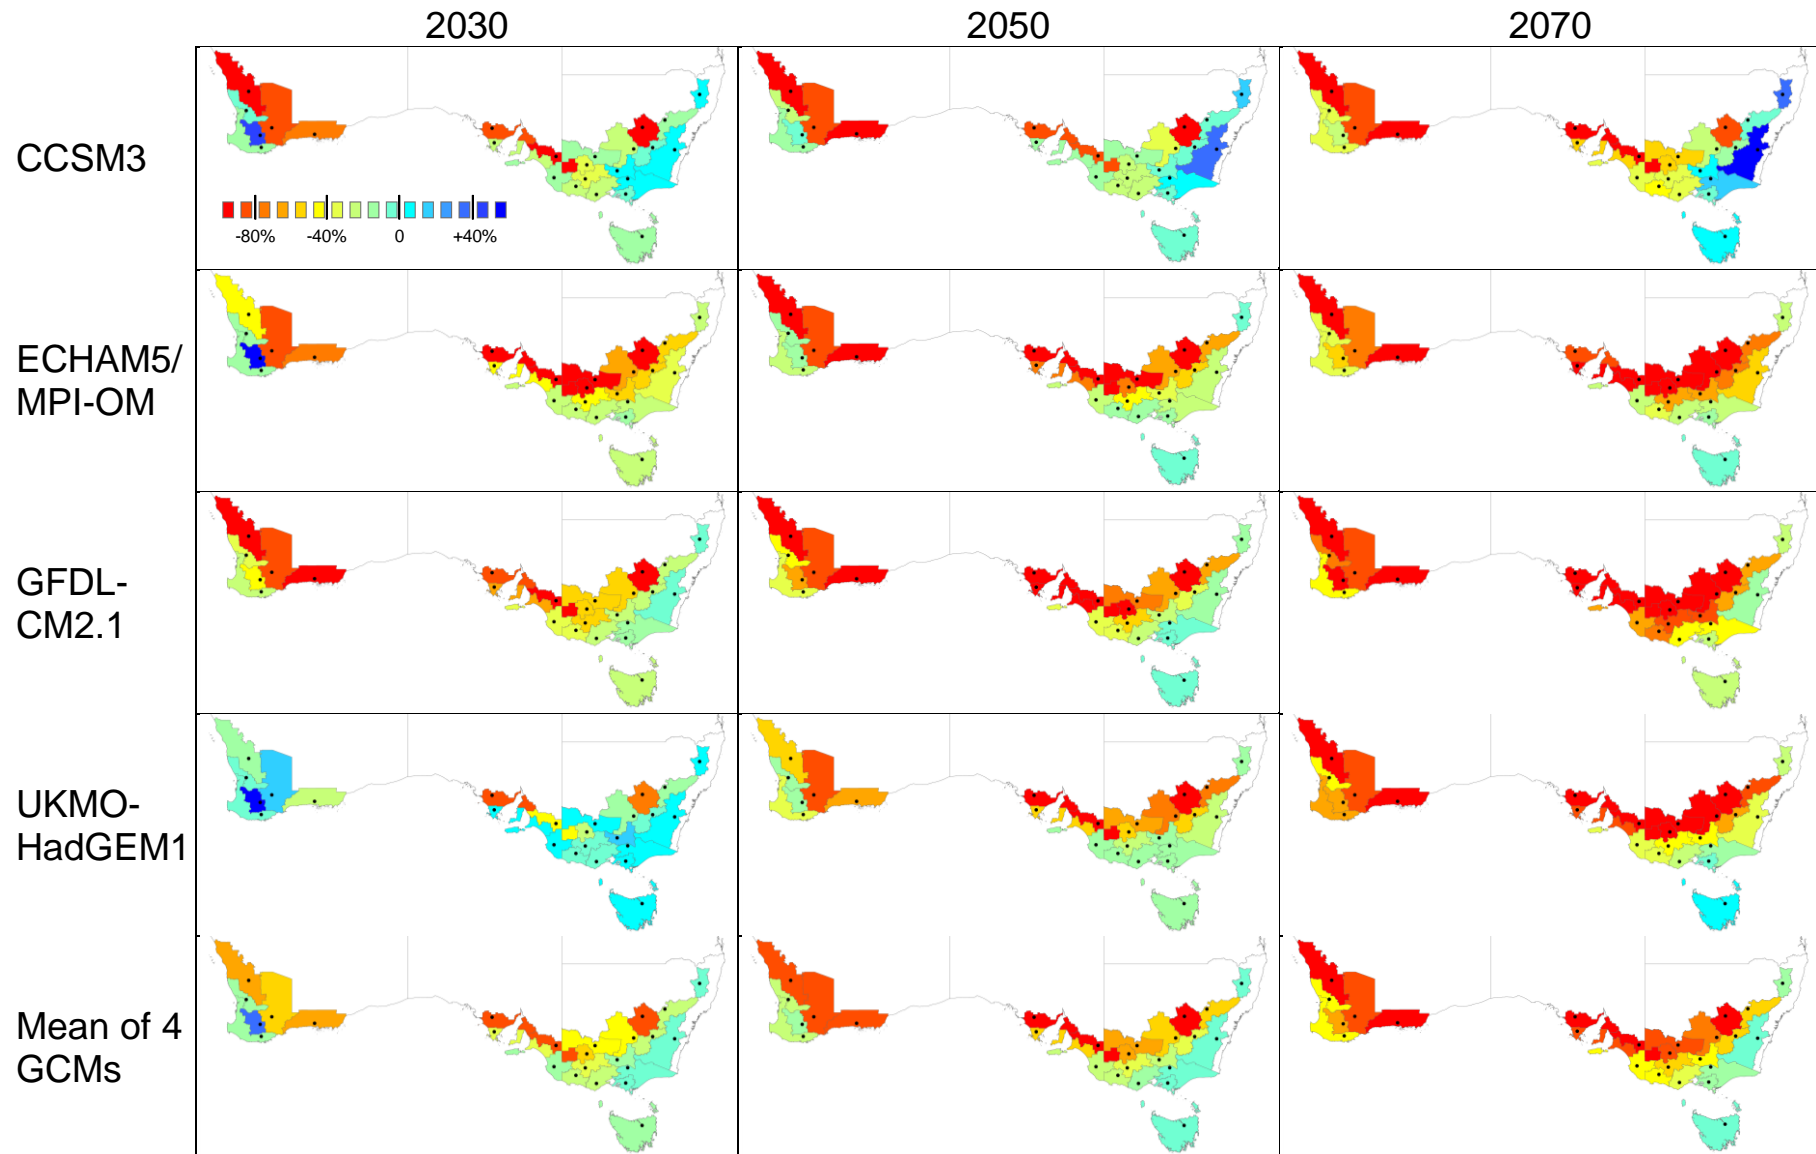 2030 2050 2070
CCSM3
-80% -40% 0 +40%
ECHAM5/
MPI-OM
GFDL-
CM2.1
UKMO-
HadGEM1
Mean of 4
GCMs